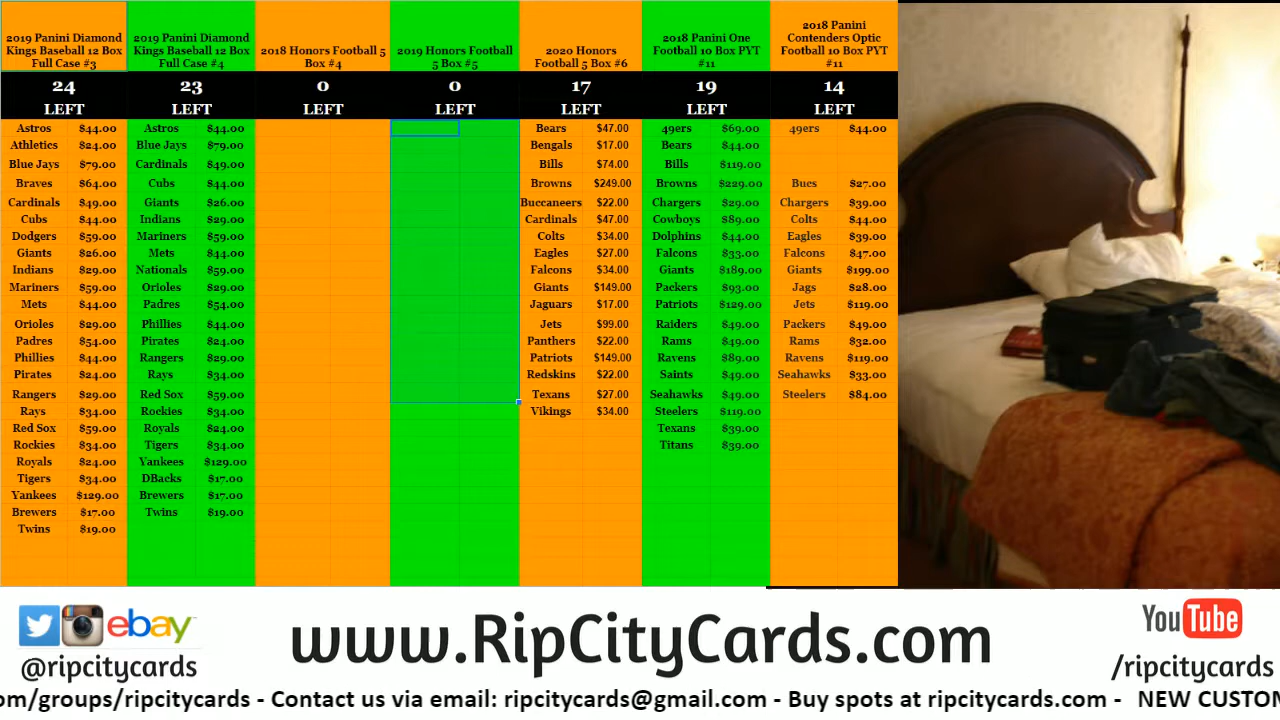 2019 Panini Diamond Kings Baseball 12 Box Full Case #3
24
LEFT
Astros $44.00
Athletics $24.00
Blue Jays $79.00
Braves $64.00
Cardinals $49.00
Cubs $44.00
Dodgers $59.00
Giants $26.00
Indians $29.00
Mariners $59.00
Mets $44.00
Orioles $29.00
Padres $54.00
Phillies $44.00
Pirates $24.00
Rangers $29.00
Rays $34.00
Red Sox $59.00
Rockies $34.00
Royals $24.00
Tigers $34.00
Yankees $129.00
Brewers $17.00
Twins $19.00
2019 Panini Diamond Kings Baseball 12 Box Full Case #4
23
LEFT
Astros $44.00
Blue Jays $79.00
Cardinals $49.00
Cubs $44.00
Giants $26.00
Indians $29.00
Mariners $59.00
Mets $44.00
Nationals $59.00
Orioles $29.00
Padres $54.00
Phillies $44.00
Pirates $24.00
Rangers $29.00
Rays $34.00
Red Sox $59.00
Rockies $34.00
Royals $24.00
Tigers $34.00
Yankees $129.00
DBacks $17.00
Brewers $17.00
Twins $19.00
2018 Honors Football 5 Box #4
0
LEFT
2019 Honors Football 5 Box #5
0
LEFT
2020 Honors Football 5 Box #6
17
LEFT
Bears $47.00
Bengals $17.00
Bills $74.00
Browns $249.00
Buccaneers $22.00
Cardinals $47.00
Colts $34.00
Eagles $27.00
Falcons $34.00
Giants $149.00
Jaguars $17.00
Jets $99.00
Panthers $22.00
Patriots $149.00
Redskins $22.00
Texans $27.00
Vikings $34.00
2018 Panini One Football 10 Box PYT #11
19
LEFT
49ers $69.00
Bears $44.00
Bills $119.00
Browns $229.00
Chargers $29.00
Cowboys $89.00
Dolphins $44.00
Falcons $33.00
Giants $189.00
Packers $93.00
Patriots $129.00
Raiders $49.00
Rams $49.00
Ravens $89.00
Saints $49.00
Seahawks $49.00
Steelers $119.00
Texans $39.00
Titans $39.00
2018 Panini Contenders Optic Football 10 Box PYT #11
14
LEFT
49ers $44.00
Bucs $27.00
Chargers $39.00
Colts $44.00
Eagles $39.00
Falcons $47.00
Giants $199.00
Jags $28.00
Jets $119.00
Packers $49.00
Rams $32.00
Ravens $119.00
Seahawks $33.00
Steelers $84.00
ebay
@ripcitycards
www.RipCityCards.com
YouTube
/ripcitycards
om/groups/ripcitycards - Contact us via email: ripcitycards@gmail.com - Buy spots at ripcitycards.com - NEW CUSTOM